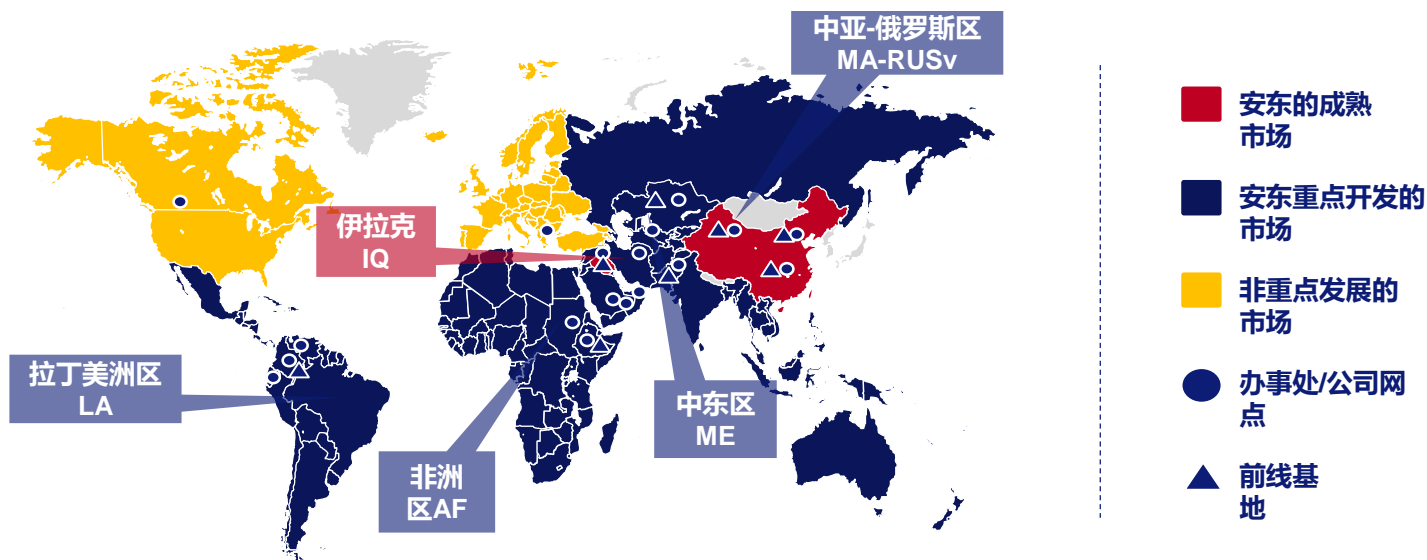 中亚-俄罗斯区
MA-RUSv
伊拉克
IQ
拉丁美洲区
LA
非洲
区AF
中东区
ME
安东的成熟
市场
安东重点开发的
市场
非重点发展的
市场
办事处/公司网
点
前线基
地